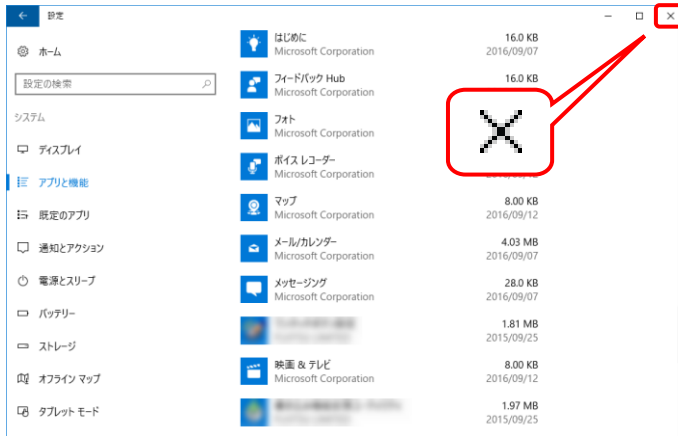 設定
ホーム
設定の検索
システム
ディスプレイ
アプリと機能
既定のアプリ
通知とアクション
電源とスリープ
バッテリー
ストレージ
オフライン マップ
タブレット モード
はじめに 16.0 KB
Microsoft Corporation 2016/09/07
フィードバック Hub 16.0 KB
Microsoft Corporation
フォト
Microsoft Corporation
ボイス レコーダー
Microsoft Corporation
マップ 8.00 KB
Microsoft Corporation 2016/09/12
メール/カレンダー 4.03 MB
Microsoft Corporation 2016/09/07
メッセージング 28.0 KB
Microsoft Corporation 2016/09/07
1.81 MB
2015/09/25
映画 & テレビ 8.00 KB
Microsoft Corporation 2016/09/12
1.97 MB
2015/09/25